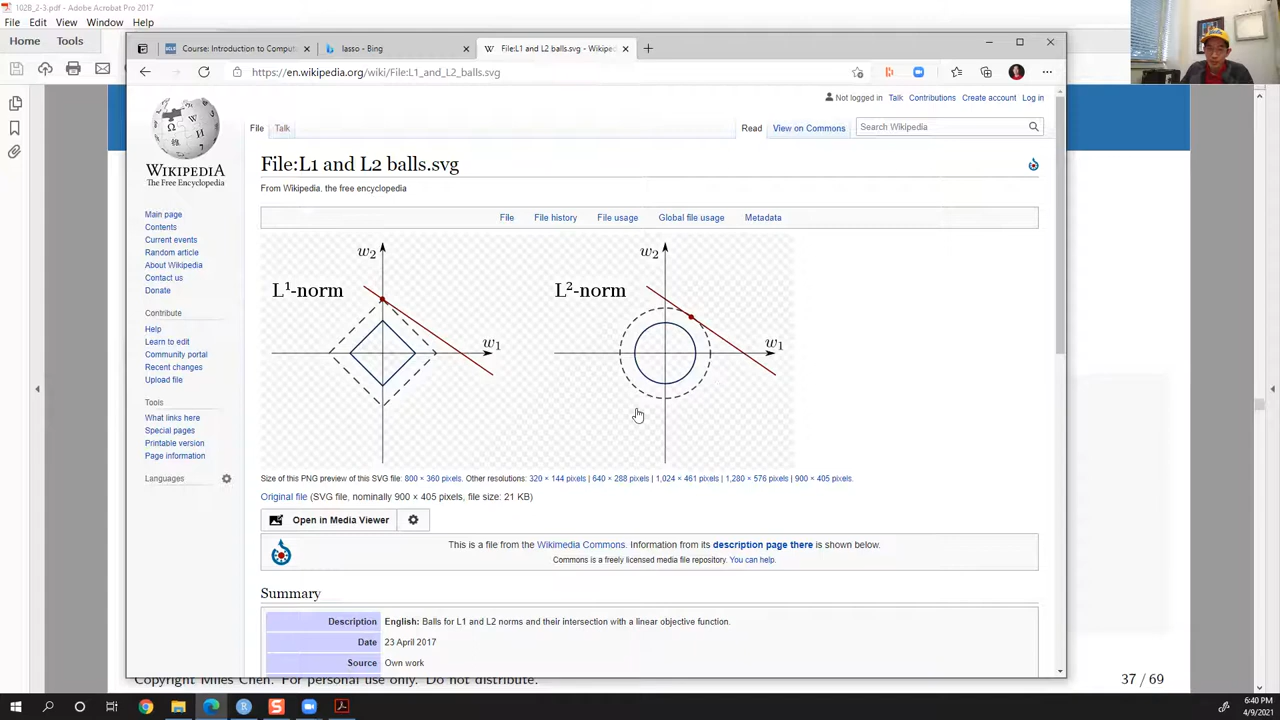 102B_2-3.pdf - Adobe Acrobat Pro 2017
File Edit View Window Help
Home Tools
Course: Introduction to Comput
lasso - Bing
File:L1 and L2 balls.svg - Wikiped
https://en.wikipedia.org/wiki/File:L1_and_L2_balls.svg
Not logged in Talk Contributions Create account Log in
File Talk Read View on Commons Search Wikipedia
WIKIPEDIA
The Free Encyclopedia
File:L1 and L2 balls.svg
From Wikipedia, the free encyclopedia
Main page
Contents
Current events
Random article
About Wikipedia
Contact us
Donate
Contribute
Help
Learn to edit
Community portal
Recent changes
Upload file
Tools
What links here
Special pages
Printable version
Page information
Languages
File File history File usage Global file usage Metadata
w2
L1-norm
w1
w2
L2-norm
w1
Size of this PNG preview of this SVG file: 800 × 360 pixels. Other resolutions: 320 × 144 pixels | 640 × 288 pixels | 1,024 × 461 pixels | 1,280 × 576 pixels | 900 × 405 pixels.
Original file (SVG file, nominally 900 × 405 pixels, file size: 21 KB)
Open in Media Viewer
This is a file from the Wikimedia Commons. Information from its description page there is shown below.
Commons is a freely licensed media file repository. You can help.
Summary
Description English: Balls for L1 and L2 norms and their intersection with a linear objective function.
Date 23 April 2017
Source Own work
Copyright Miles Chen. For personal use only. Do not distribute.
37 / 69
6:40 PM
4/9/2021